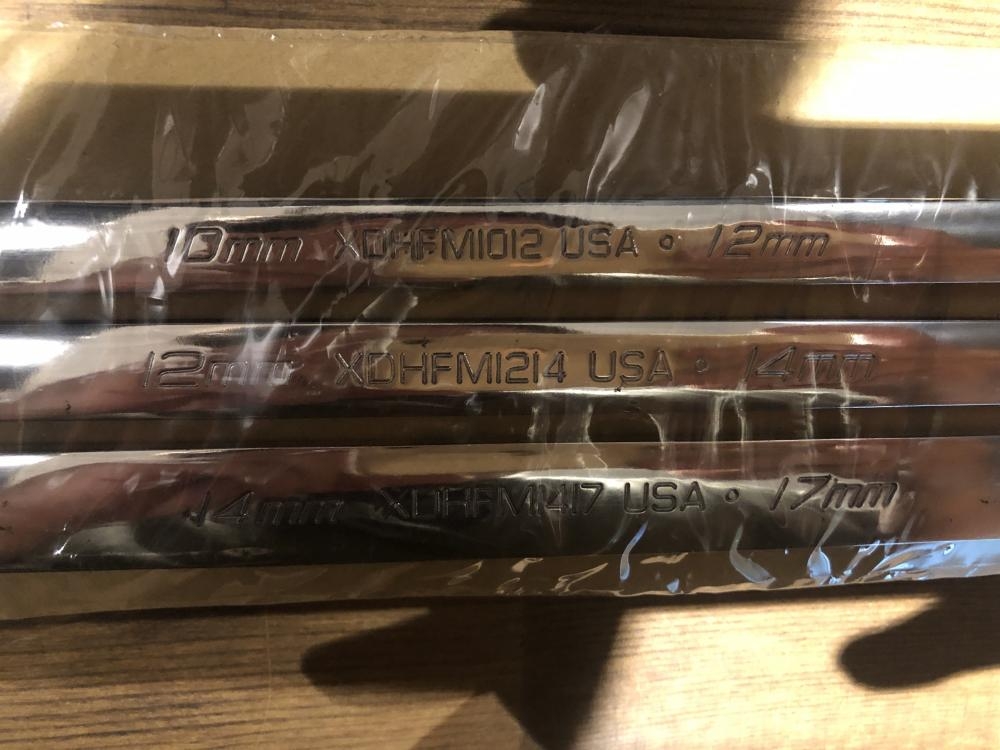 10mm XDHFM1012 USA • 12mm
12mm XDHFM1214 USA • 14mm
14mm XDHFM1417 USA • 17mm